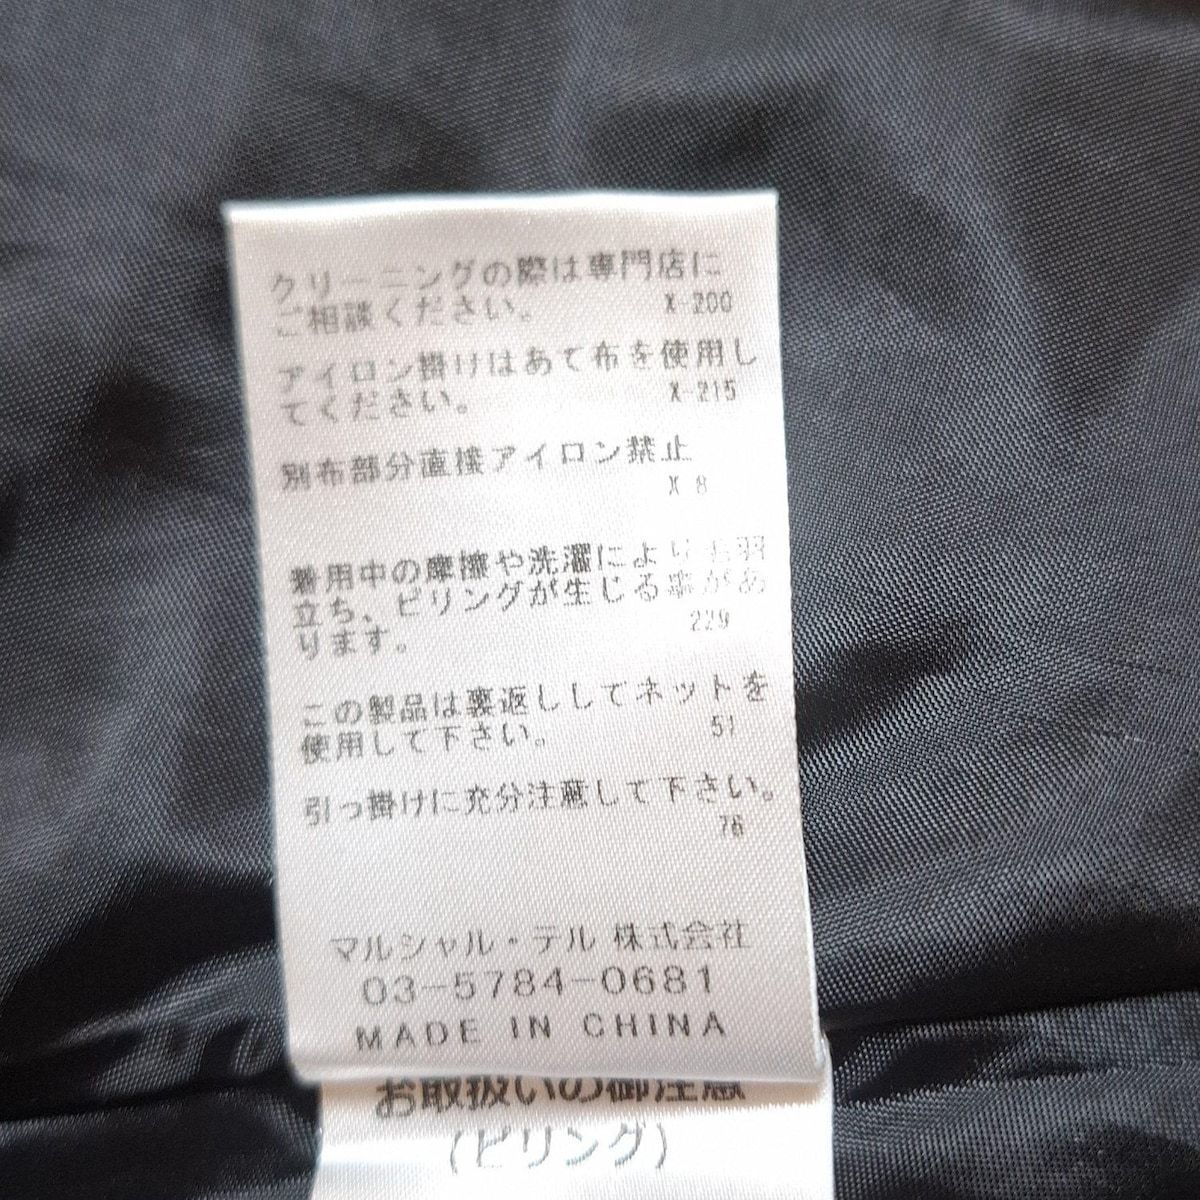 クリーニングの際は専門店に
ご相談ください。 X-200
アイロン掛けはあて布を使用し
てください。 X-215
別布部分直接アイロン禁止
X 8
着用中の摩擦や洗濯により毛羽
立ち、ピリングが生じる事があ
ります。 229
この製品は裏返ししてネットを
使用して下さい。 51
引っ掛けに充分注意して下さい。
76
マルシャル・テル 株式会社
03-5784-0681
MADE IN CHINA
お取扱いの御注意
(ピリング)